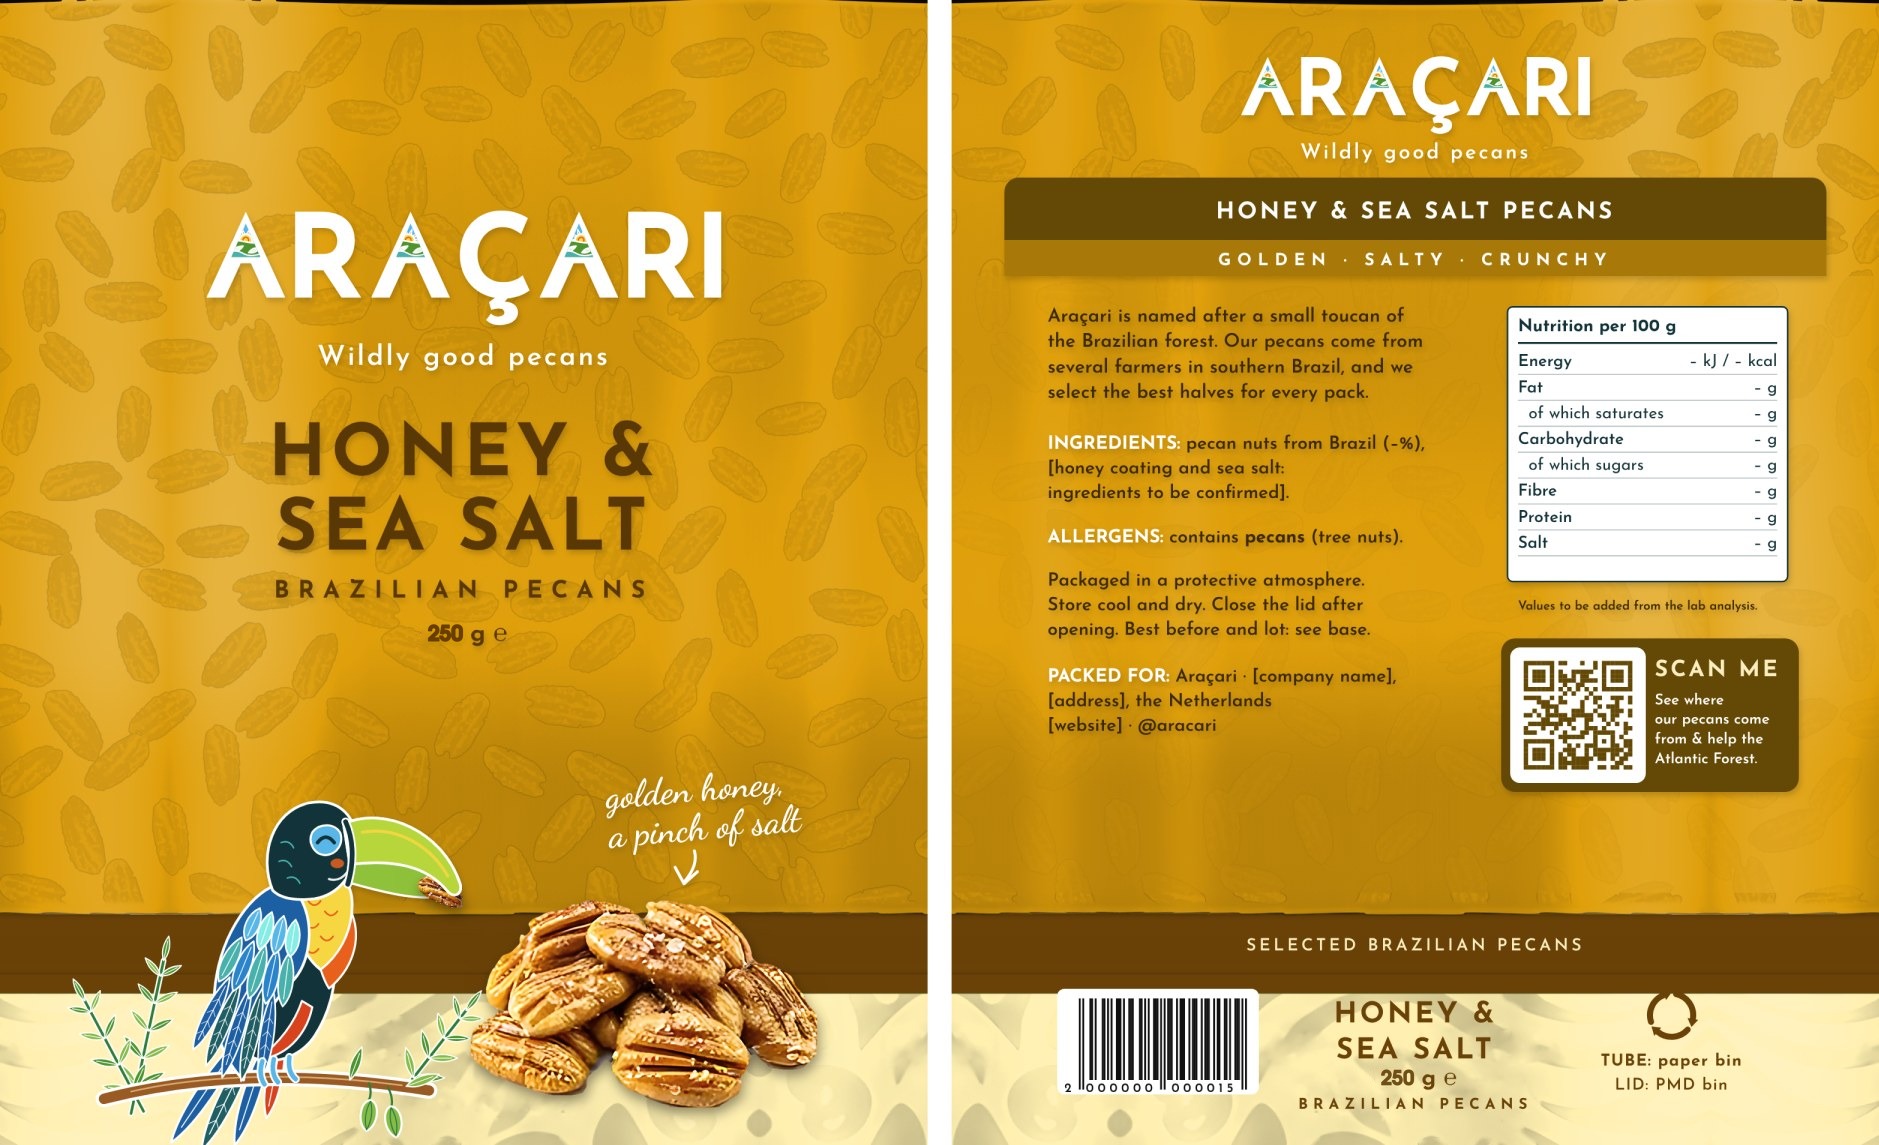 ARAÇARI
Wildly good pecans
HONEY &
SEA SALT
BRAZILIAN PECANS
250 g ℮
golden honey,
a pinch of salt
ARAÇARI
Wildly good pecans
HONEY & SEA SALT PECANS
GOLDEN · SALTY · CRUNCHY
Araçari is named after a small toucan of
the Brazilian forest. Our pecans come from
several farmers in southern Brazil, and we
select the best halves for every pack.
INGREDIENTS: pecan nuts from Brazil (–%),
[honey coating and sea salt:
ingredients to be confirmed].
ALLERGENS: contains pecans (tree nuts).
Packaged in a protective atmosphere.
Store cool and dry. Close the lid after
opening. Best before and lot: see base.
PACKED FOR: Araçari · [company name],
[address], the Netherlands
[website] · @aracari
Nutrition per 100 g
Energy – kJ / – kcal
Fat – g
of which saturates – g
Carbohydrate – g
of which sugars – g
Fibre – g
Protein – g
Salt – g
Values to be added from the lab analysis.
SCAN ME
See where
our pecans come
from & help the
Atlantic Forest.
SELECTED BRAZILIAN PECANS
2 000000 000015
HONEY &
SEA SALT
250 g ℮
BRAZILIAN PECANS
TUBE: paper bin
LID: PMD bin